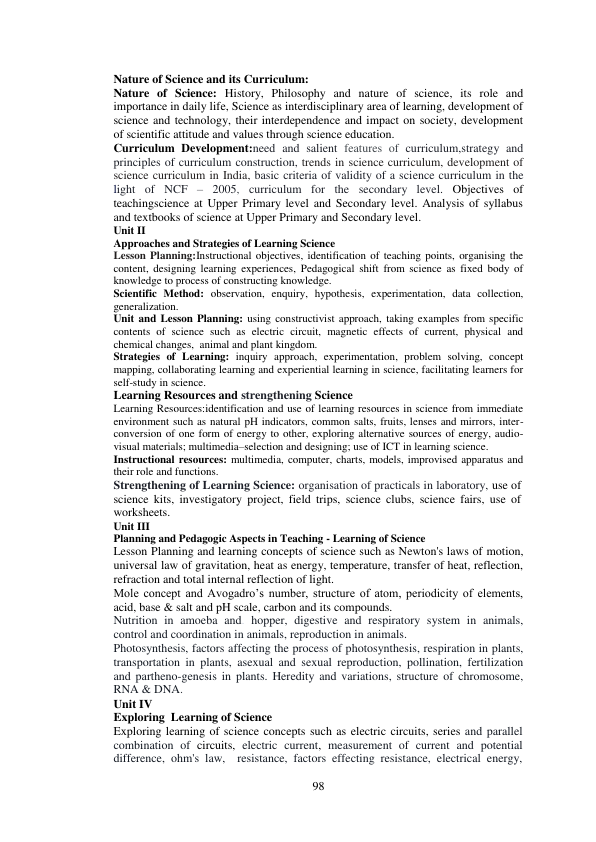 Nature of Science and its Curriculum:
Nature of Science: History, Philosophy and nature of science, its role and
importance in daily life, Science as interdisciplinary area of learning, development of
science and technology, their interdependence and impact on society, development
of scientific attitude and values through science education.
Curriculum Development:need and salient features of curriculum,strategy and
principles of curriculum construction, trends in science curriculum, development of
science curriculum in India, basic criteria of validity of a science curriculum in the
light of NCF – 2005, curriculum for the secondary level. Objectives of
teachingscience at Upper Primary level and Secondary level. Analysis of syllabus
and textbooks of science at Upper Primary and Secondary level.
Unit II
Approaches and Strategies of Learning Science
Lesson Planning:Instructional objectives, identification of teaching points, organising the
content, designing learning experiences, Pedagogical shift from science as fixed body of
knowledge to process of constructing knowledge.
Scientific Method: observation, enquiry, hypothesis, experimentation, data collection,
generalization.
Unit and Lesson Planning: using constructivist approach, taking examples from specific
contents of science such as electric circuit, magnetic effects of current, physical and
chemical changes, animal and plant kingdom.
Strategies of Learning: inquiry approach, experimentation, problem solving, concept
mapping, collaborating learning and experiential learning in science, facilitating learners for
self-study in science.
Learning Resources and strengthening Science
Learning Resources:identification and use of learning resources in science from immediate
environment such as natural pH indicators, common salts, fruits, lenses and mirrors, inter-
conversion of one form of energy to other, exploring alternative sources of energy, audio-
visual materials; multimedia–selection and designing; use of ICT in learning science.
Instructional resources: multimedia, computer, charts, models, improvised apparatus and
their role and functions.
Strengthening of Learning Science: organisation of practicals in laboratory, use of
science kits, investigatory project, field trips, science clubs, science fairs, use of
worksheets.
Unit III
Planning and Pedagogic Aspects in Teaching - Learning of Science
Lesson Planning and learning concepts of science such as Newton's laws of motion,
universal law of gravitation, heat as energy, temperature, transfer of heat, reflection,
refraction and total internal reflection of light.
Mole concept and Avogadro’s number, structure of atom, periodicity of elements,
acid, base & salt and pH scale, carbon and its compounds.
Nutrition in amoeba and hopper, digestive and respiratory system in animals,
control and coordination in animals, reproduction in animals.
Photosynthesis, factors affecting the process of photosynthesis, respiration in plants,
transportation in plants, asexual and sexual reproduction, pollination, fertilization
and partheno-genesis in plants. Heredity and variations, structure of chromosome,
RNA & DNA.
Unit IV
Exploring Learning of Science
Exploring learning of science concepts such as electric circuits, series and parallel
combination of circuits, electric current, measurement of current and potential
difference, ohm's law, resistance, factors effecting resistance, electrical energy,
98